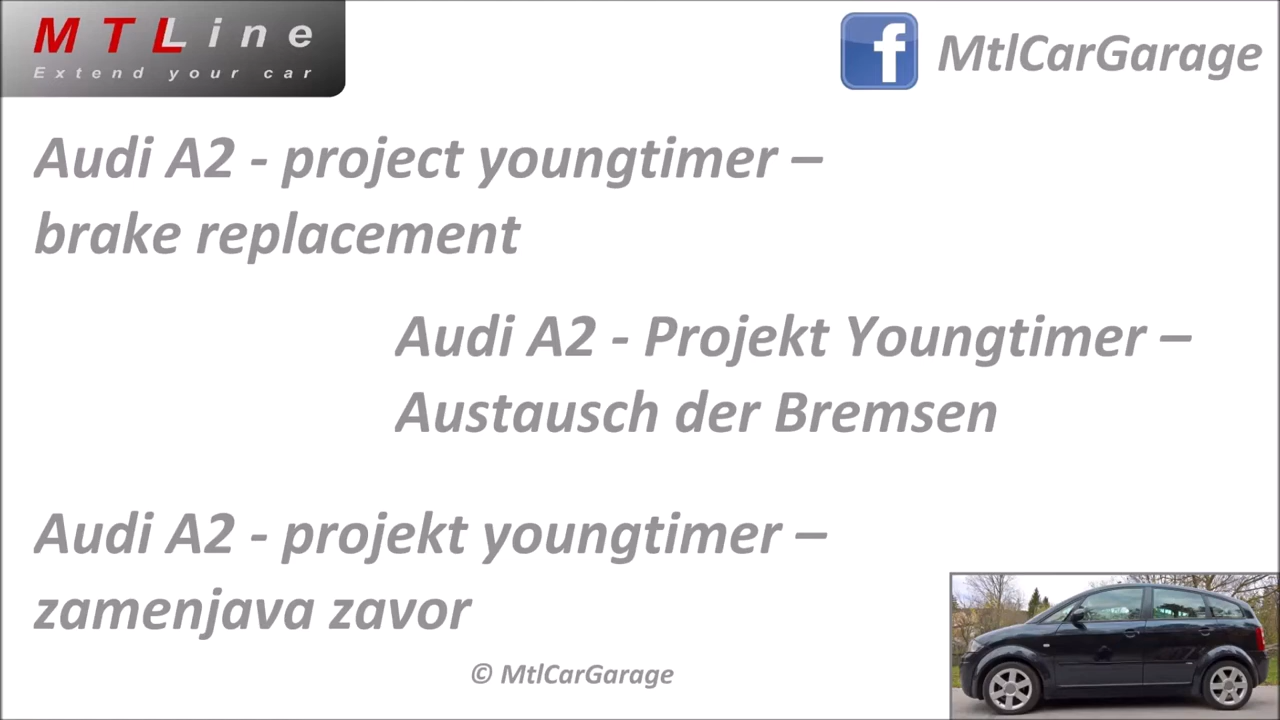 MTLine
Extend your car
f MtlCarGarage
Audi A2 - project youngtimer –
brake replacement
Audi A2 - Projekt Youngtimer –
Austausch der Bremsen
Audi A2 - projekt youngtimer –
zamenjava zavor
© MtlCarGarage